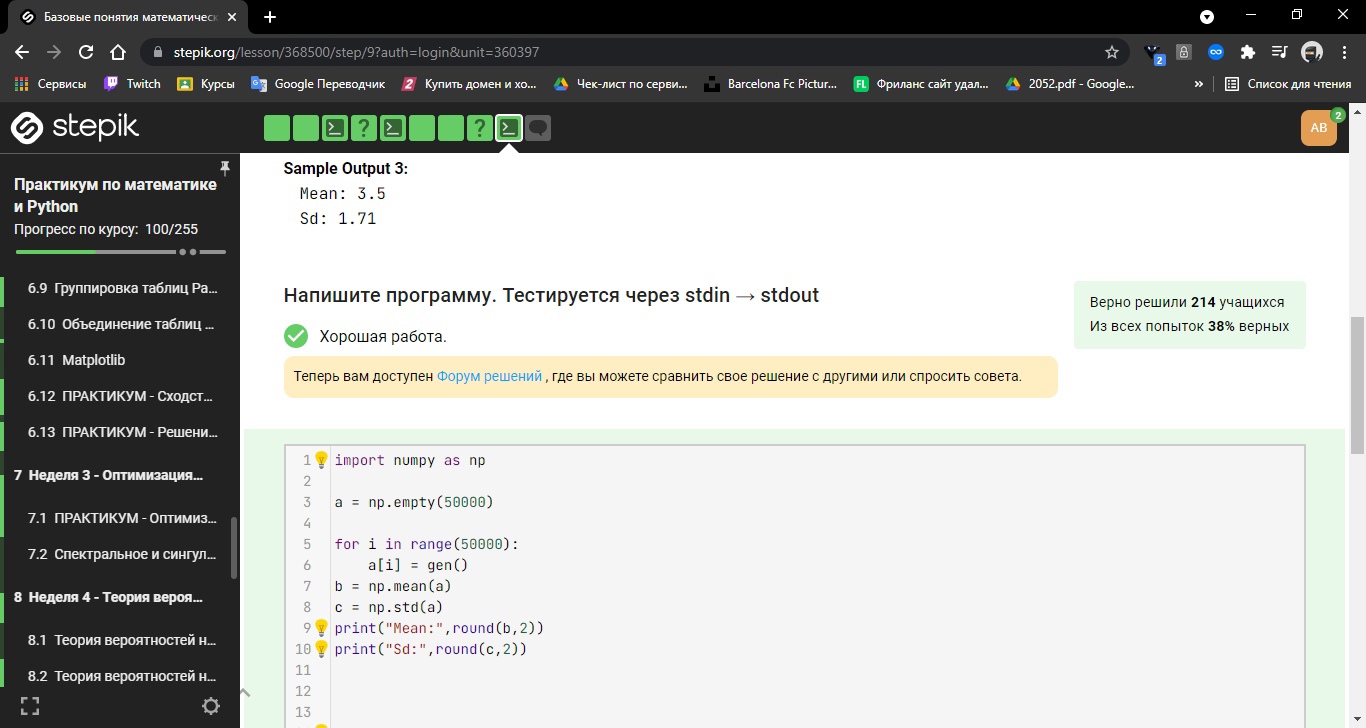 Базовые понятия математическ
stepik.org/lesson/368500/step/9?auth=login&unit=360397
2
Сервисы
Twitch
Курсы
Google Переводчик
Купить домен и хо...
Чек-лист по серви...
Barcelona Fc Pictur...
FL Фриланс сайт удал...
2052.pdf - Google...
»
Список для чтения
stepik
AB
2
Практикум по математике
и Python
Прогресс по курсу: 100/255
6.9 Группировка таблиц Pa...
6.10 Объединение таблиц ...
6.11 Matplotlib
6.12 ПРАКТИКУМ - Сходст...
6.13 ПРАКТИКУМ - Решени...
7 Неделя 3 - Оптимизация...
7.1 ПРАКТИКУМ - Оптимиз...
7.2 Спектральное и сингул...
8 Неделя 4 - Теория вероя...
8.1 Теория вероятностей н...
8.2 Теория вероятностей н...
Sample Output 3:
Mean: 3.5
Sd: 1.71
Напишите программу. Тестируется через stdin → stdout
Хорошая работа.
Теперь вам доступен Форум решений , где вы можете сравнить свое решение с другими или спросить совета.
Верно решили 214 учащихся
Из всех попыток 38% верных
1 import numpy as np
2
3 a = np.empty(50000)
4
5 for i in range(50000):
6     a[i] = gen()
7 b = np.mean(a)
8 c = np.std(a)
9 print("Mean:",round(b,2))
10 print("Sd:",round(c,2))
11
12
13